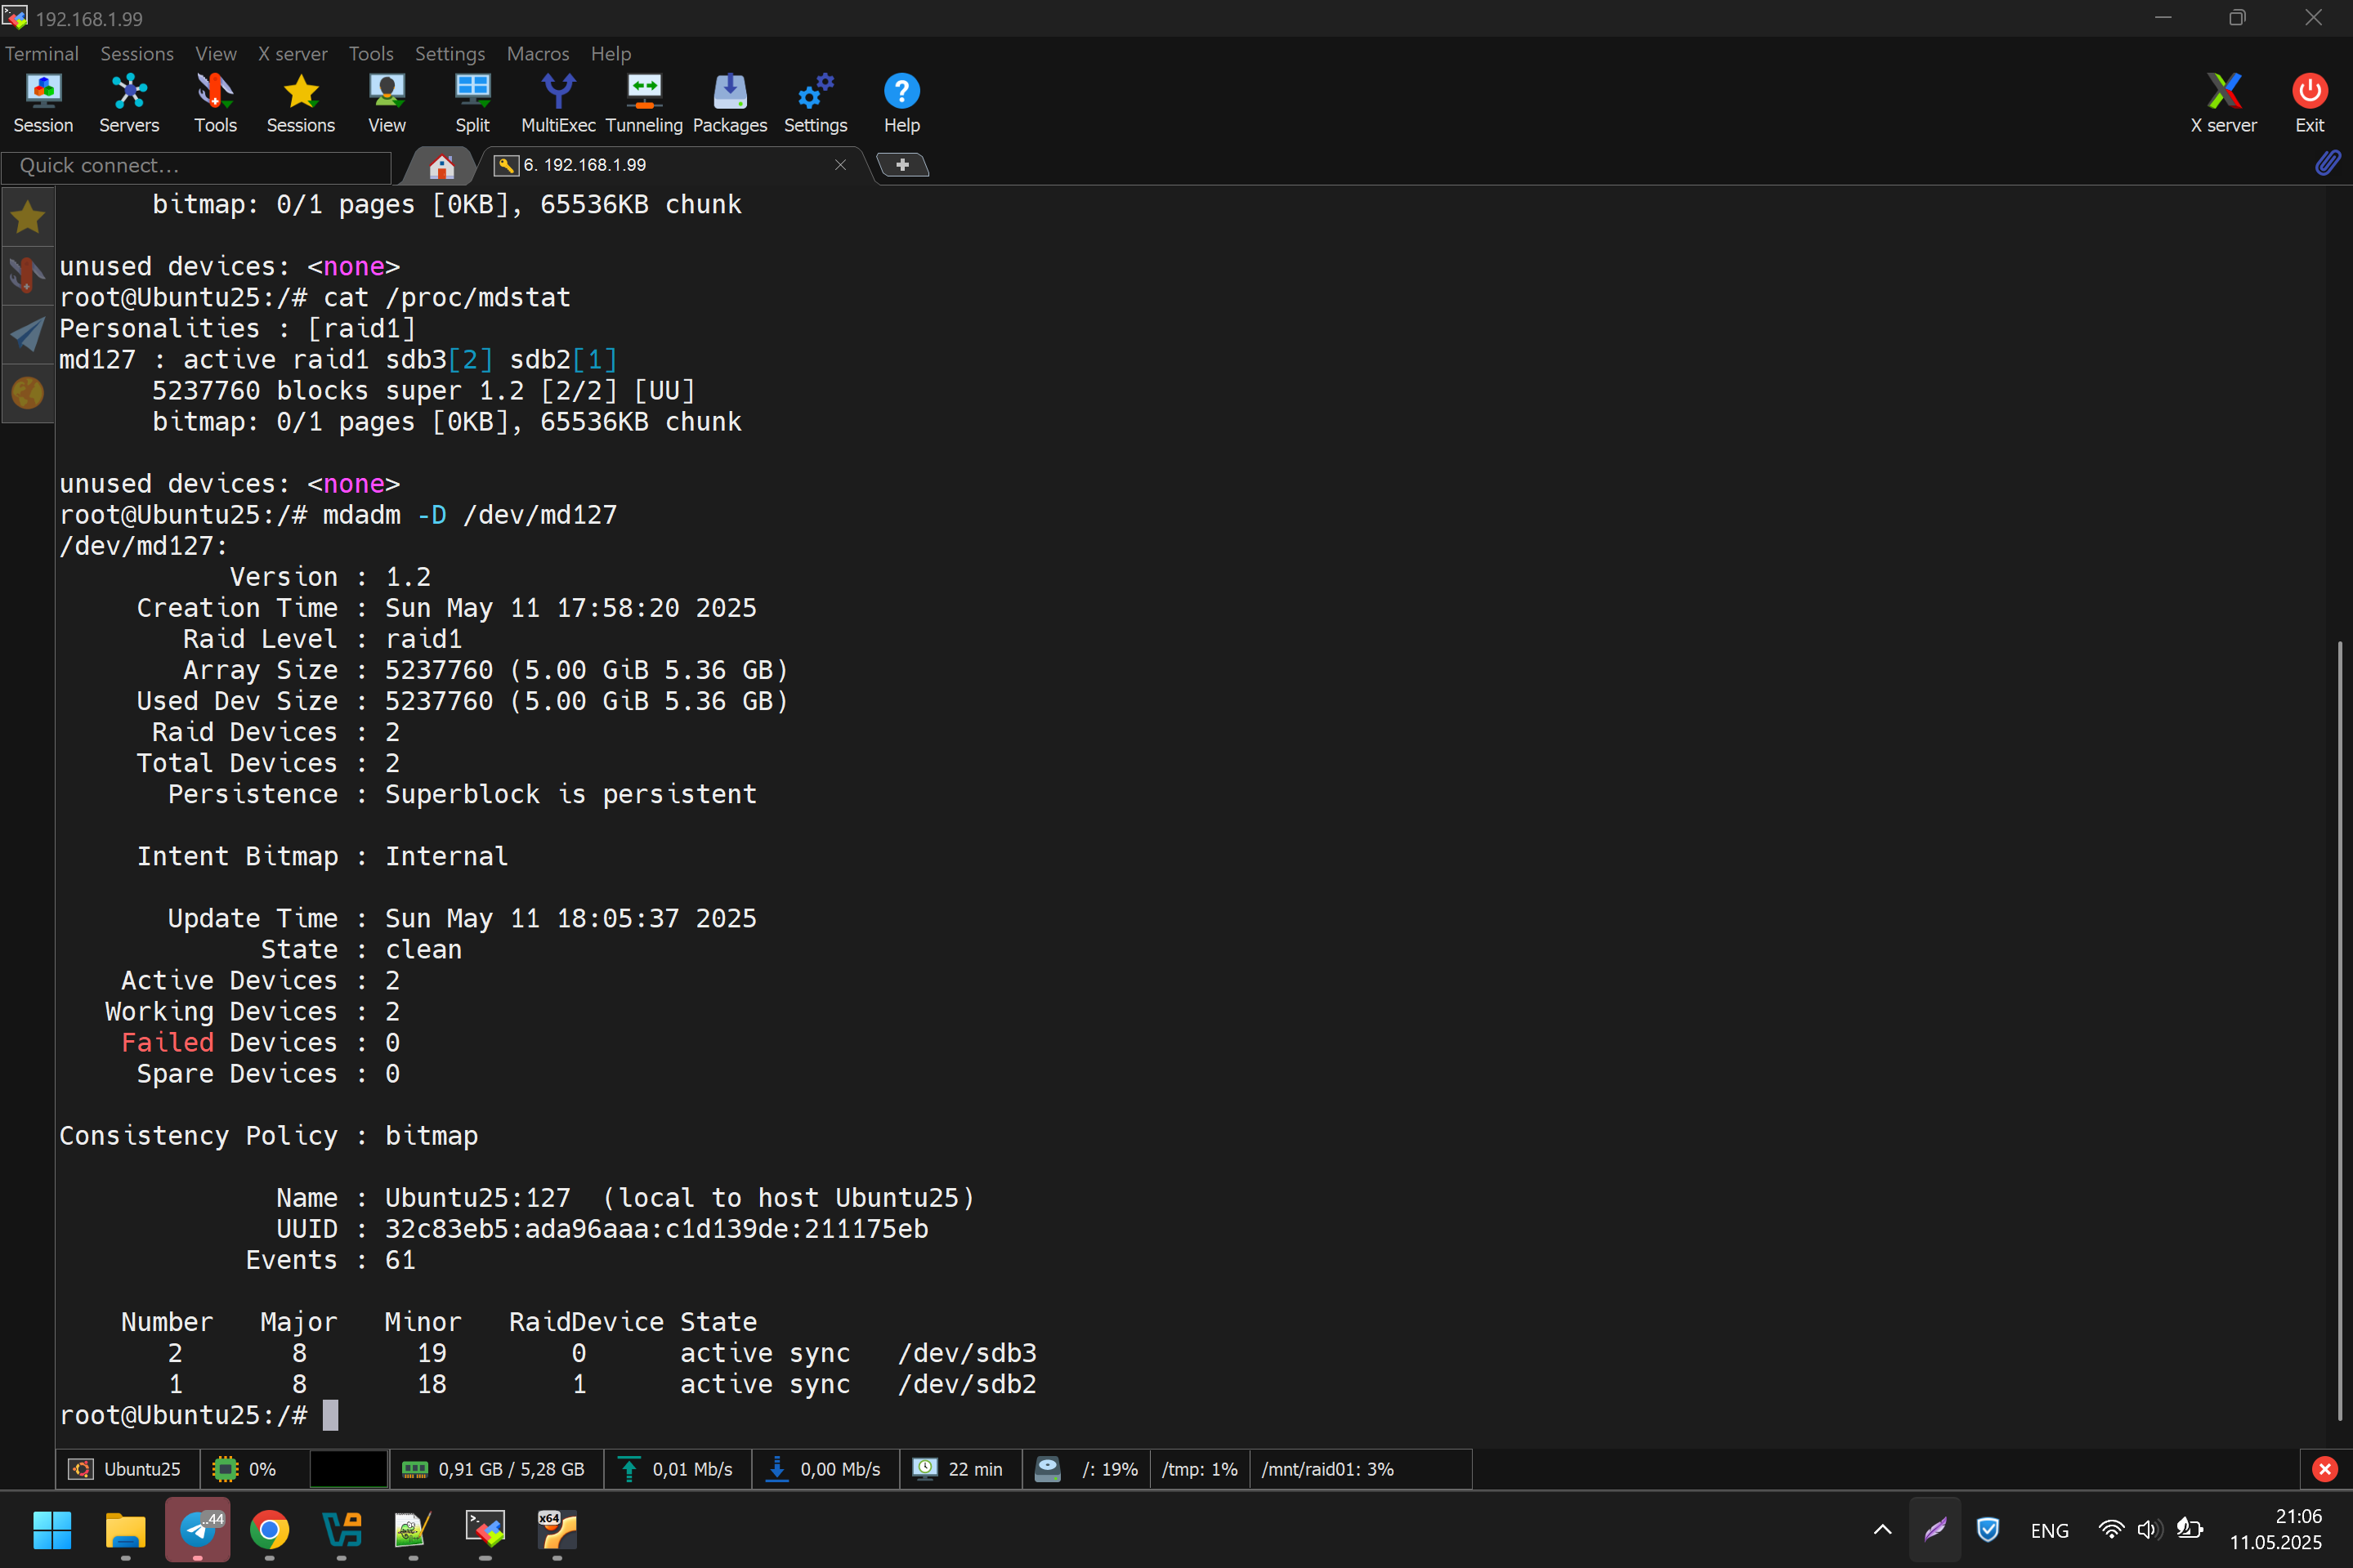 192.168.1.99
Terminal Sessions View X server Tools Settings Macros Help
Session Servers Tools Sessions View Split MultiExec Tunneling Packages Settings Help X server Exit
Quick connect... 6. 192.168.1.99
bitmap: 0/1 pages [0KB], 65536KB chunk
unused devices: <none>
root@Ubuntu25:/# cat /proc/mdstat
Personalities : [raid1]
md127 : active raid1 sdb3[2] sdb2[1]
5237760 blocks super 1.2 [2/2] [UU]
bitmap: 0/1 pages [0KB], 65536KB chunk
unused devices: <none>
root@Ubuntu25:/# mdadm -D /dev/md127
/dev/md127:
Version : 1.2
Creation Time : Sun May 11 17:58:20 2025
Raid Level : raid1
Array Size : 5237760 (5.00 GiB 5.36 GB)
Used Dev Size : 5237760 (5.00 GiB 5.36 GB)
Raid Devices : 2
Total Devices : 2
Persistence : Superblock is persistent
Intent Bitmap : Internal
Update Time : Sun May 11 18:05:37 2025
State : clean
Active Devices : 2
Working Devices : 2
Failed Devices : 0
Spare Devices : 0
Consistency Policy : bitmap
Name : Ubuntu25:127  (local to host Ubuntu25)
UUID : 32c83eb5:ada96aaa:c1d139de:211175eb
Events : 61
Number Major Minor RaidDevice State
2 8 19 0 active sync /dev/sdb3
1 8 18 1 active sync /dev/sdb2
root@Ubuntu25:/#
Ubuntu25 0% 0,91 GB / 5,28 GB 0,01 Mb/s 0,00 Mb/s 22 min /: 19% /tmp: 1% /mnt/raid01: 3%
..44 x64 ENG 21:06
11.05.2025